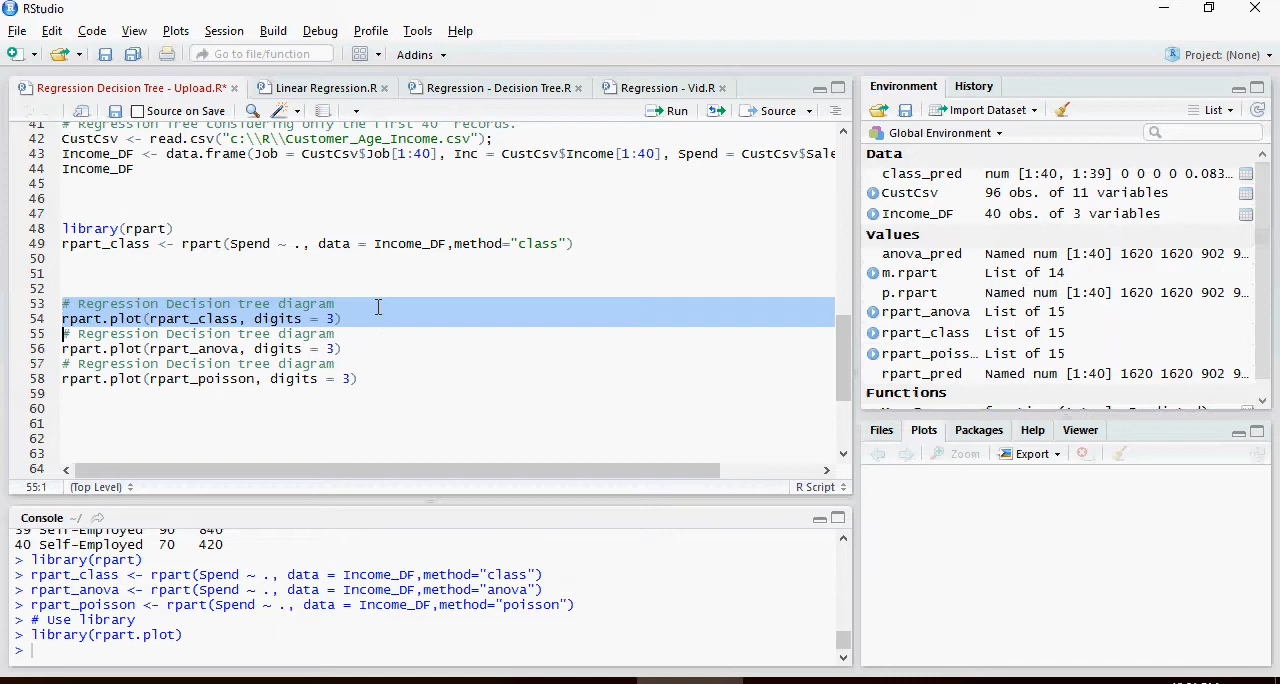 RStudio
File Edit Code View Plots Session Build Debug Profile Tools Help
Go to file/function Addins Project: (None)
Regression Decision Tree - Upload.R* Linear Regression.R Regression - Decision Tree.R Regression - Vid.R
Source on Save Run Source
41 # Regression Tree Considering only the first 40 records.
42 CustCsv <- read.csv("c:\\R\\Customer_Age_Income.csv");
43 Income_DF <- data.frame(Job = CustCsv$Job[1:40], Inc = CustCsv$Income[1:40], Spend = CustCsv$Sale
44 Income_DF
45
46
47
48 library(rpart)
49 rpart_class <- rpart(Spend ~ ., data = Income_DF,method="class")
50
51
52
53 # Regression Decision tree diagram
54 rpart.plot(rpart_class, digits = 3)
55 # Regression Decision tree diagram
56 rpart.plot(rpart_anova, digits = 3)
57 # Regression Decision tree diagram
58 rpart.plot(rpart_poisson, digits = 3)
59
60
61
62
63
64
55:1 (Top Level) R Script
Console ~/
39 Self-Employed 90 840
40 Self-Employed 70 420
> library(rpart)
> rpart_class <- rpart(Spend ~ ., data = Income_DF,method="class")
> rpart_anova <- rpart(Spend ~ ., data = Income_DF,method="anova")
> rpart_poisson <- rpart(Spend ~ ., data = Income_DF,method="poisson")
> # Use library
> library(rpart.plot)
>
Environment History
Import Dataset List
Global Environment
Data
class_pred num [1:40, 1:39] 0 0 0 0 0.083…
CustCsv 96 obs. of 11 variables
Income_DF 40 obs. of 3 variables
Values
anova_pred Named num [1:40] 1620 1620 902 9…
m.rpart List of 14
p.rpart Named num [1:40] 1620 1620 902 9…
rpart_anova List of 15
rpart_class List of 15
rpart_poiss… List of 15
rpart_pred Named num [1:40] 1620 1620 902 9…
Functions
Files Plots Packages Help Viewer
Zoom Export